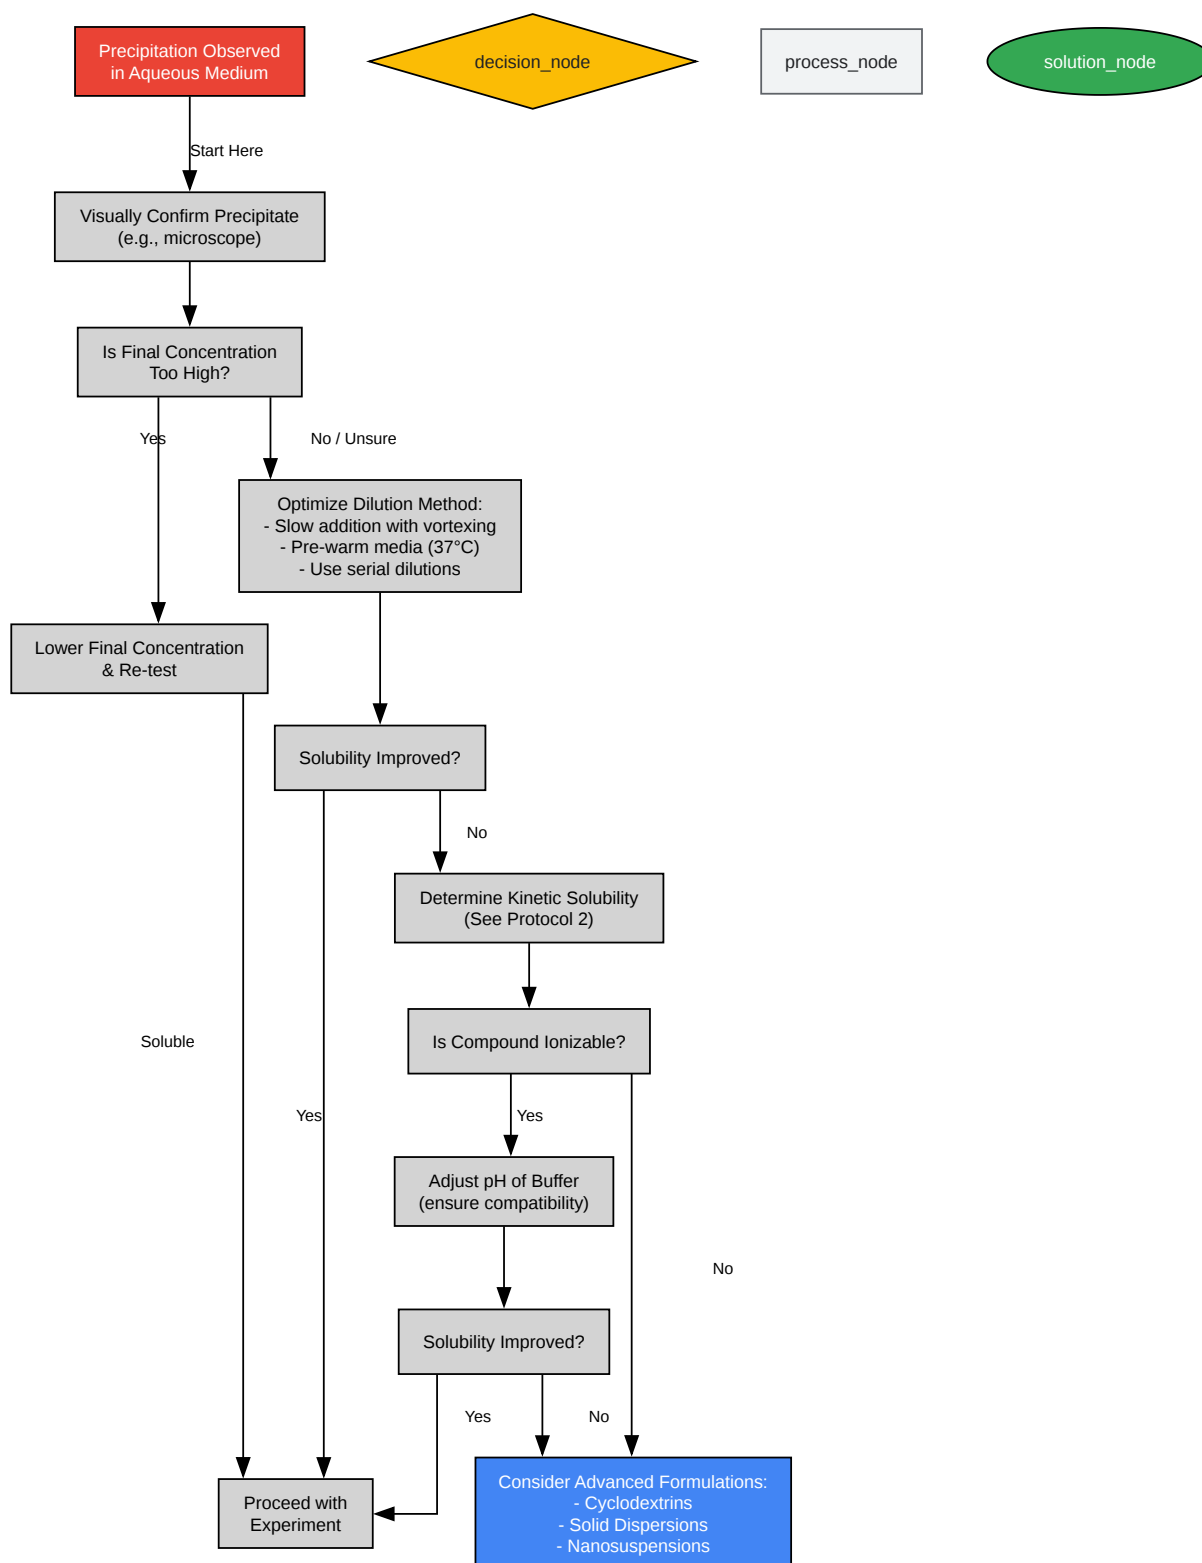 Precipitation Observed
in Aqueous Medium
decision_node
process_node
solution_node
Start Here
Visually Confirm Precipitate
(e.g., microscope)
Is Final Concentration
Too High?
Yes
No / Unsure
Optimize Dilution Method:
- Slow addition with vortexing
- Pre-warm media (37°C)
- Use serial dilutions
Lower Final Concentration
& Re-test
Solubility Improved?
No
Determine Kinetic Solubility
(See Protocol 2)
Is Compound Ionizable?
Soluble
Yes
Yes
Adjust pH of Buffer
(ensure compatibility)
No
Solubility Improved?
Yes
No
Consider Advanced Formulations:
- Cyclodextrins
- Solid Dispersions
- Nanosuspensions
Proceed with
Experiment